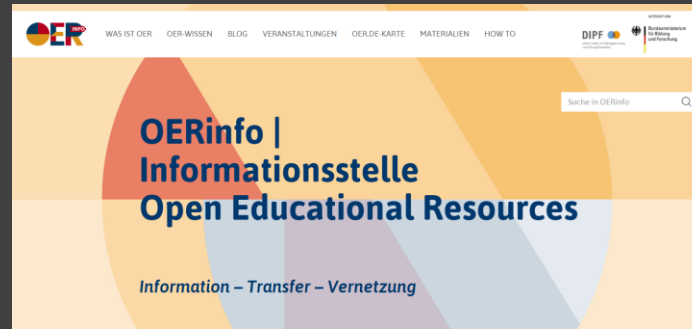 OER INFO
WAS IST OER OER-WISSEN BLOG VERANSTALTUNGEN OER.DE-KARTE MATERIALIEN HOW TO
DIPF
Bundesministerium
für Bildung
und Forschung
Suche in OERinfo
OERinfo |
Informationsstelle
Open Educational Resources
Information – Transfer – Vernetzung